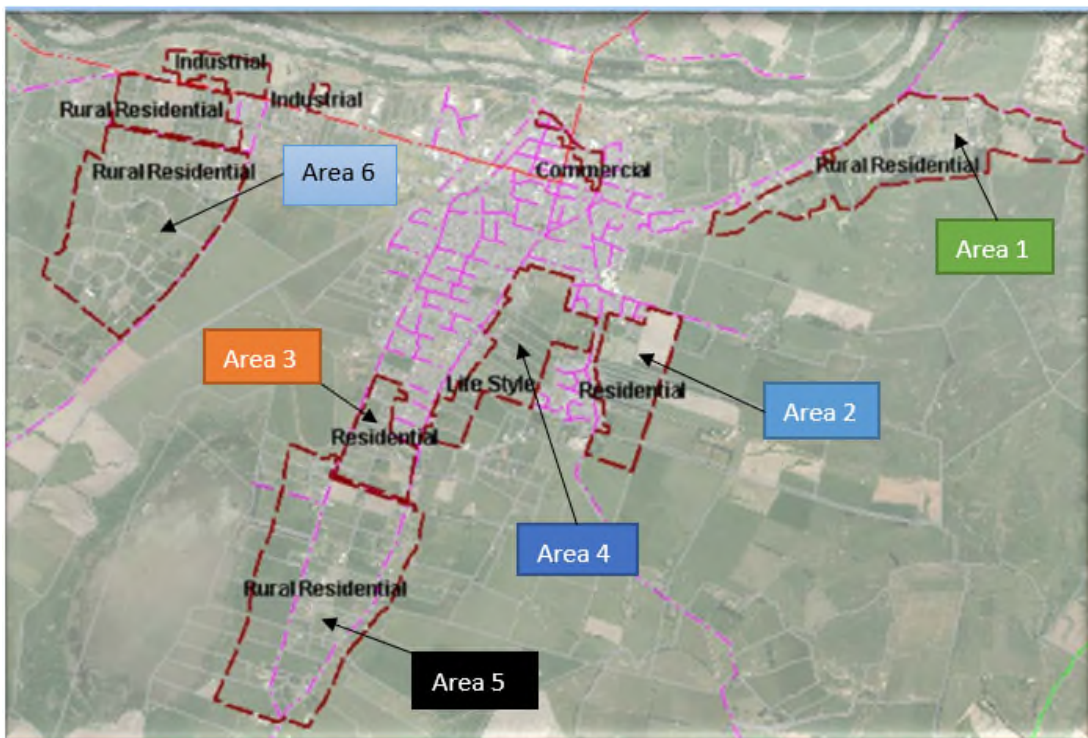 Industrial
Industrial
Rural Residential
Rural Residential
Area 6
Commercial
Rural Residential
Area 1
Area 3
Life Style
Residential
Area 2
Residential
Area 4
Rural Residential
Area 5